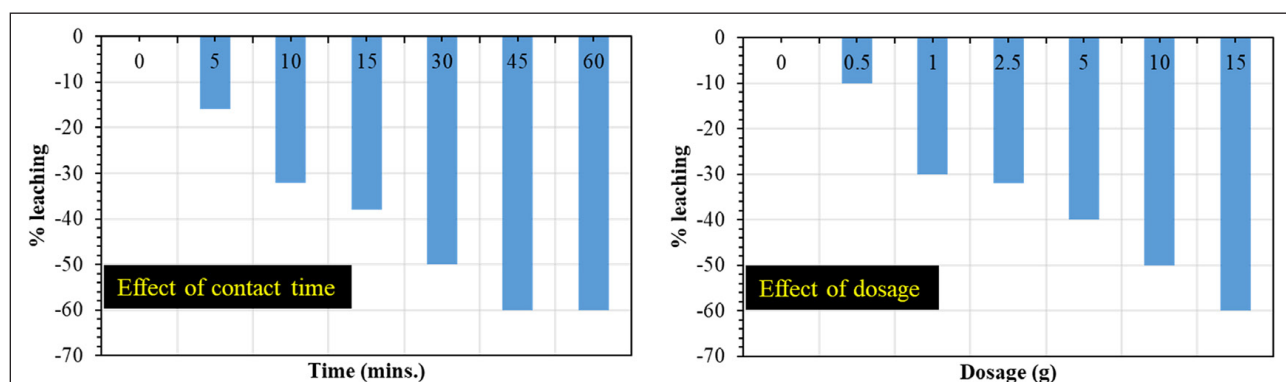 0
-10
-20
-30
-40
-50
-60
-70
% leaching
0 5 10 15 30 45 60
Effect of contact time
Time (mins.)
0
-10
-20
-30
-40
-50
-60
-70
% leaching
0 0.5 1 2.5 5 10 15
Effect of dosage
Dosage (g)